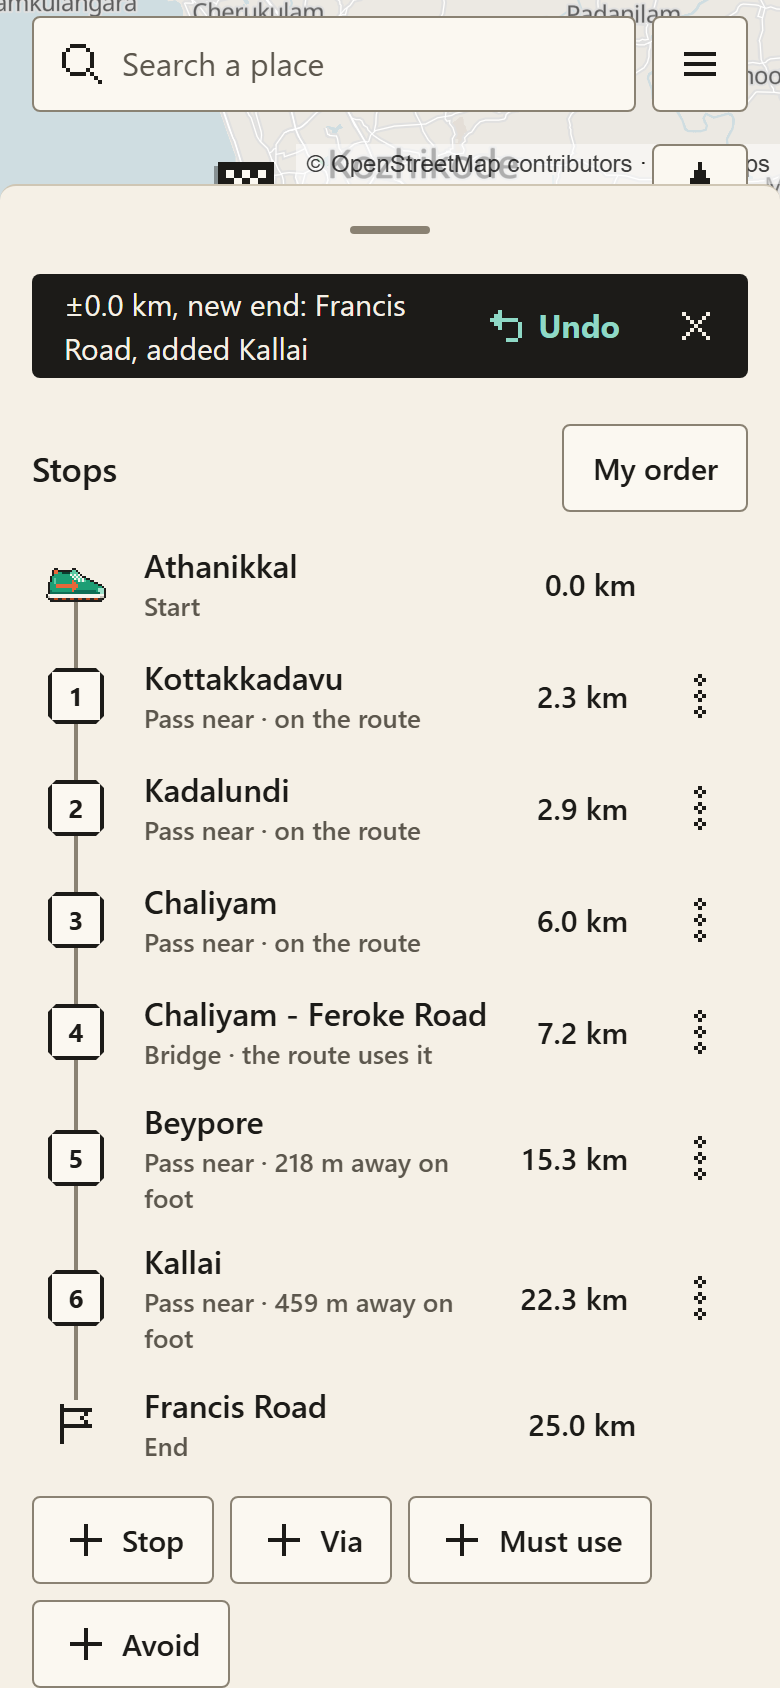 Cherukulam
Padanilam
Search a place
Kozhikode
© OpenStreetMap contributors ·
±0.0 km, new end: Francis
Road, added Kallai
Undo
Stops
My order
Athanikkal
Start
0.0 km
1
Kottakkadavu
Pass near · on the route
2.3 km
2
Kadalundi
Pass near · on the route
2.9 km
3
Chaliyam
Pass near · on the route
6.0 km
4
Chaliyam - Feroke Road
Bridge · the route uses it
7.2 km
5
Beypore
Pass near · 218 m away on
foot
15.3 km
6
Kallai
Pass near · 459 m away on
foot
22.3 km
Francis Road
End
25.0 km
Stop
Via
Must use
Avoid